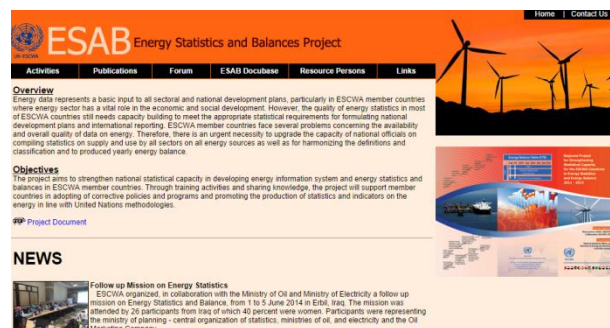 Home | Contact Us
UN-ESCWA
ESAB Energy Statistics and Balances Project
Activities Publications Forum ESAB Docubase Resource Persons Links
Overview
Energy data represents a basic input to all sectoral and national development plans, particularly in ESCWA member countries
where energy sector has a vital role in the economic and social development. However, the quality of energy statistics in most
of ESCWA countries still needs capacity building to meet the appropriate statistical requirements for formulating national
development plans and international reporting. ESCWA member countries face several problems concerning the availability
and overall quality of data on energy. Therefore, there is an urgent necessity to upgrade the capacity of national officials on
compiling statistics on supply and use by all sectors on all energy sources as well as for harmonizing the definitions and
classification and to produced yearly energy balance.
Objectives
The project aims to strengthen national statistical capacity in developing energy information system and energy statistics and
balances in ESCWA member countries. Through training activities and sharing knowledge, the project will support member
countries in adopting of corrective policies and programs and promoting the production of statistics and indicators on the
energy in line with United Nations methodologies.
Project Document
NEWS
Follow up Mission on Energy Statistics
ESCWA organized, in collaboration with the Ministry of Oil and Ministry of Electricity a follow up
mission on Energy Statistics and Balance, from 1 to 5 June 2014 in Erbil, Iraq. The mission was
attended by 26 participants from Iraq of which 40 percent were women. Participants were representing
the ministry of planning - central organization of statistics, ministries of oil, and electricity and the Oil
Marketing Company